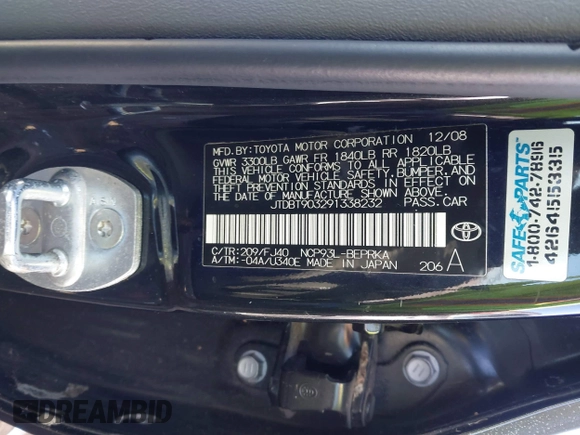 MFD BY:TOYOTA MOTOR CORPORATION 12/08
GVWR 3300LB GAWR FR 1840LB RR 1820LB
THIS VEHICLE CONFORMS TO ALL APPLICABLE
FEDERAL MOTOR VEHICLE SAFETY, BUMPER, AND
THEFT PREVENTION STANDARDS IN EFFECT ON
THE DATE OF MANUFACTURE SHOWN ABOVE.
JTDBT903291338232 PASS.CAR
C/TR: 209/FJ40 NCP93L-BEPRKA
A/TM: -04A/U340E MADE IN JAPAN 206 A
SAFE PARTS
1-800-742-78916
426415153315
DREAMBID